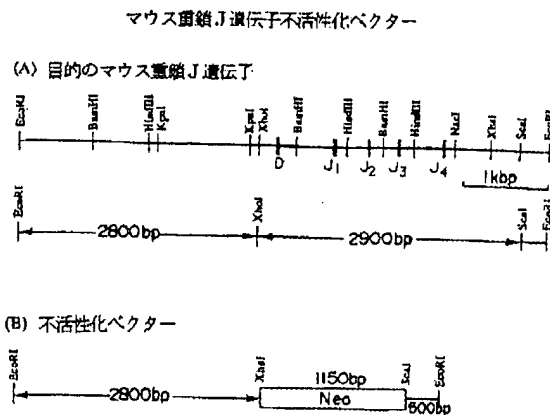 マウス重鎖J遺伝子不活性化ベクター
(A) 目的のマウス重鎖J遺伝子
EcoRI BamHI HindIII KpnI KpnI XhoI BamHI HindIII BamHI HindIII NaeI XhoI ScaI EcoRI
D J1 J2 J3 J4
1kbp
EcoRI XhoI ScaI EcoRI
2800bp 2900bp
(B) 不活性化ベクター
EcoRI XhoI ScaI EcoRI
1150bp
2800bp Neo 600bp